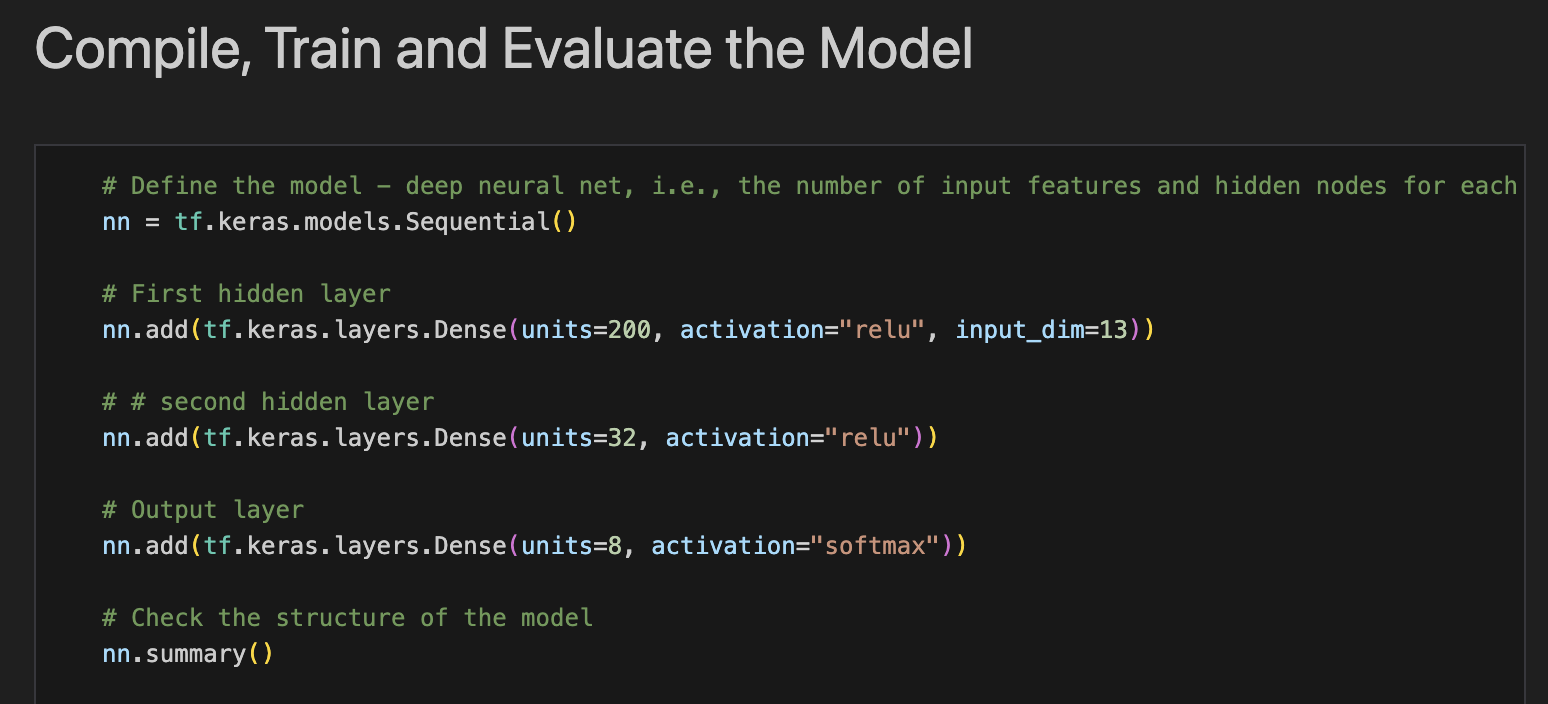 Compile, Train and Evaluate the Model
# Define the model – deep neural net, i.e., the number of input features and hidden nodes for each
nn = tf.keras.models.Sequential()
# First hidden layer
nn.add(tf.keras.layers.Dense(units=200, activation="relu", input_dim=13))
# # second hidden layer
nn.add(tf.keras.layers.Dense(units=32, activation="relu"))
# Output layer
nn.add(tf.keras.layers.Dense(units=8, activation="softmax"))
# Check the structure of the model
nn.summary()